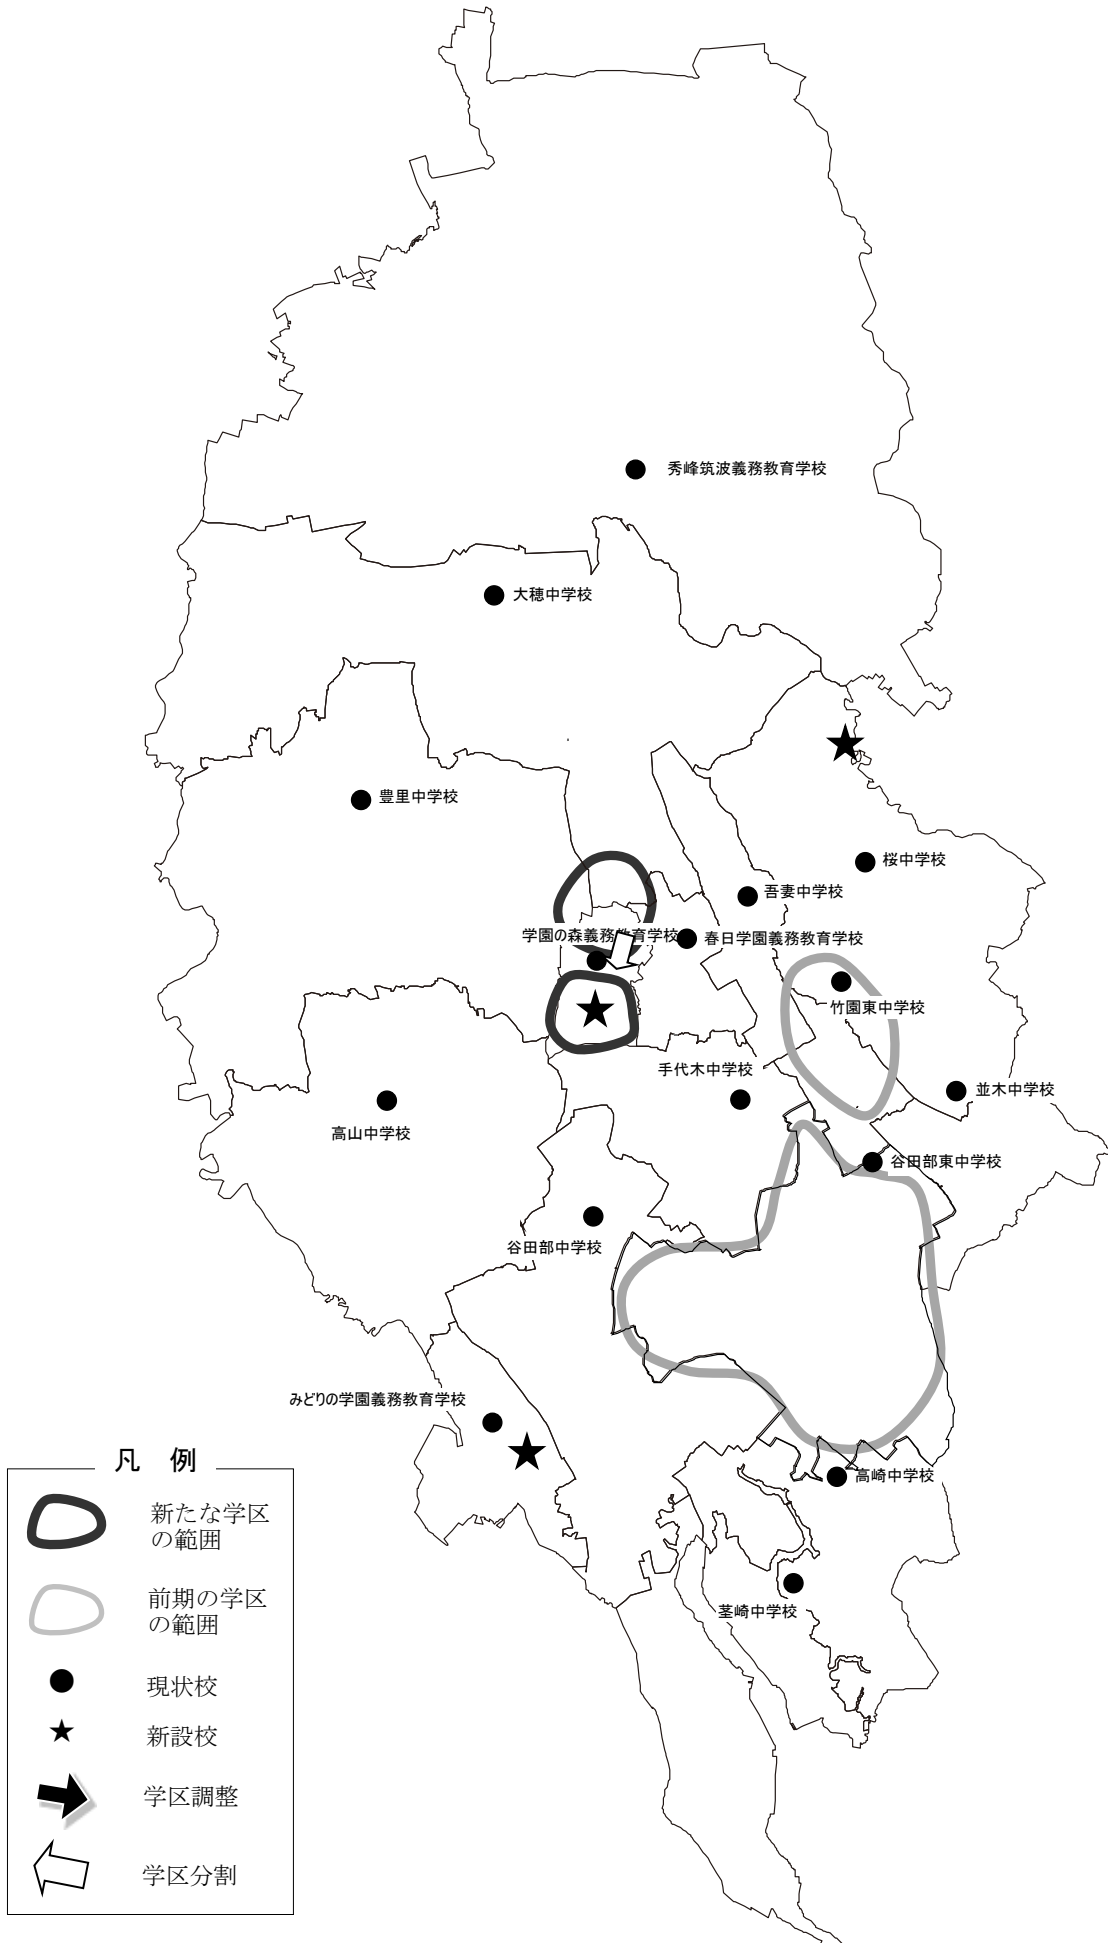 秀峰筑波義務教育学校
大穂中学校
豊里中学校
桜中学校
吾妻中学校
学園の森義務教育学校
春日学園義務教育学校
竹園東中学校
手代木中学校
並木中学校
高山中学校
谷田部東中学校
谷田部中学校
みどりの学園義務教育学校
高崎中学校
茎崎中学校
凡 例
新たな学区
の範囲
前期の学区
の範囲
現状校
新設校
学区調整
学区分割